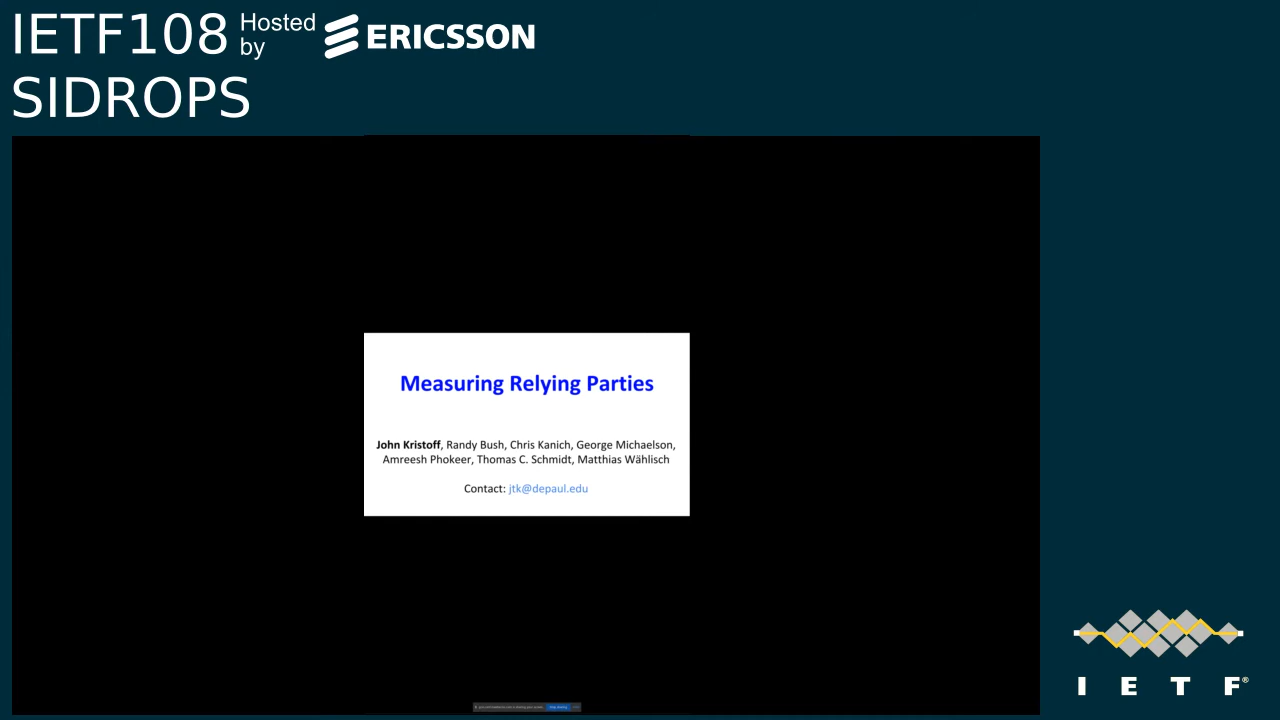 IETF108 Hosted by ERICSSON
SIDROPS
Measuring Relying Parties
John Kristoff, Randy Bush, Chris Kanich, George Michaelson,
Amreesh Phokeer, Thomas C. Schmidt, Matthias Wählisch
Contact: jtk@depaul.edu
I E T F®